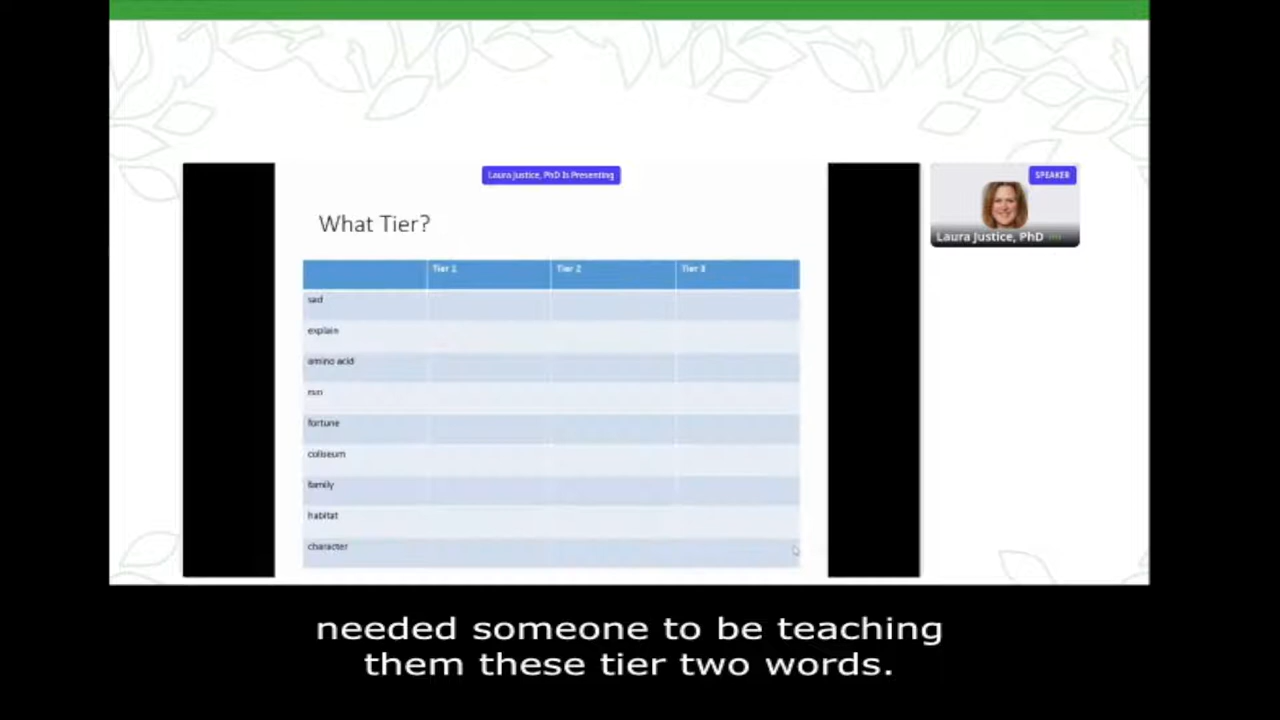 Laura Justice, PhD Is Presenting
SPEAKER
Laura Justice, PhD
What Tier?
Tier 1 Tier 2 Tier 3
sad
explain
amino acid
run
fortune
coliseum
family
habitat
character
needed someone to be teaching
them these tier two words.